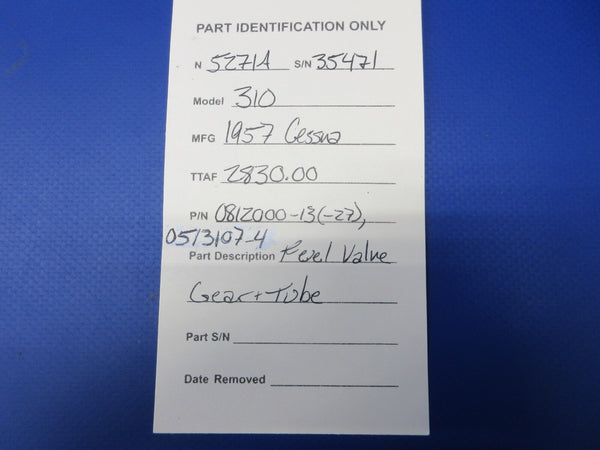 PART IDENTIFICATION ONLY
N 5271A S/N 35471
Model 310
MFG 1957 Cessna
TTAF 2830.00
P/N 0812000-13(-27),
0513107-4
Part Description Fuel Valve
Gear + Tube
Part S/N
Date Removed